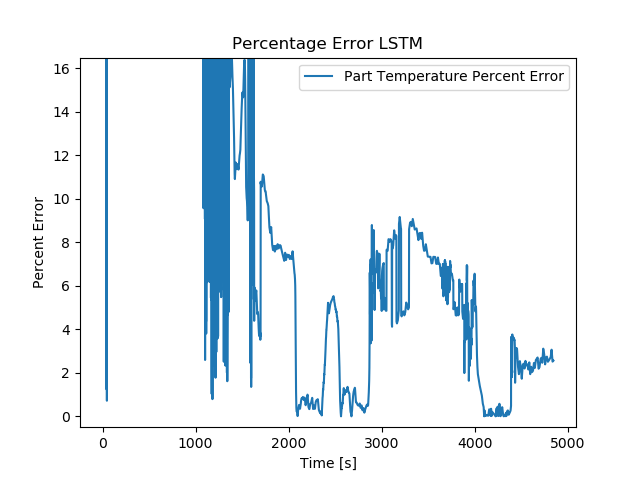 Percentage Error LSTM
Part Temperature Percent Error
Percent Error
16
14
12
10
8
6
4
2
0
0 1000 2000 3000 4000 5000
Time [s]